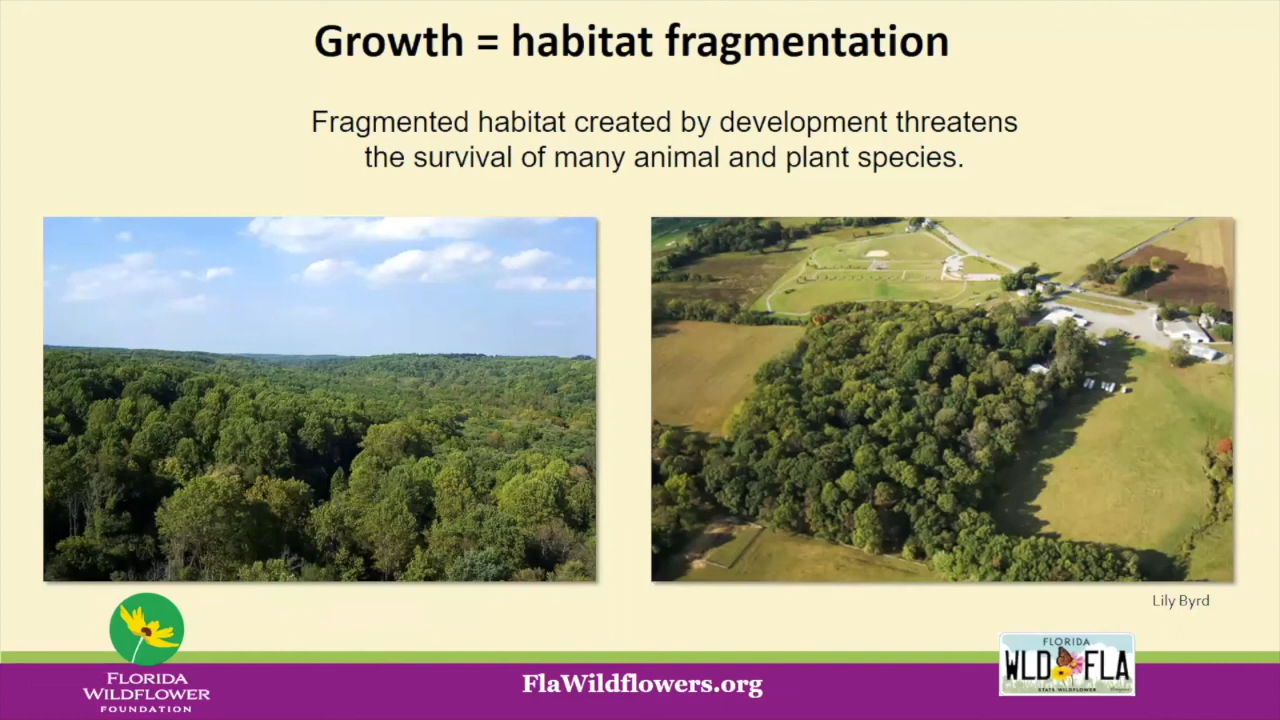 Growth = habitat fragmentation
Fragmented habitat created by development threatens
the survival of many animal and plant species.
Lily Byrd
FLORIDA
WILDFLOWER
FOUNDATION
FlaWildflowers.org
FLORIDA
WLD FLA
STATE WILDFLOWER